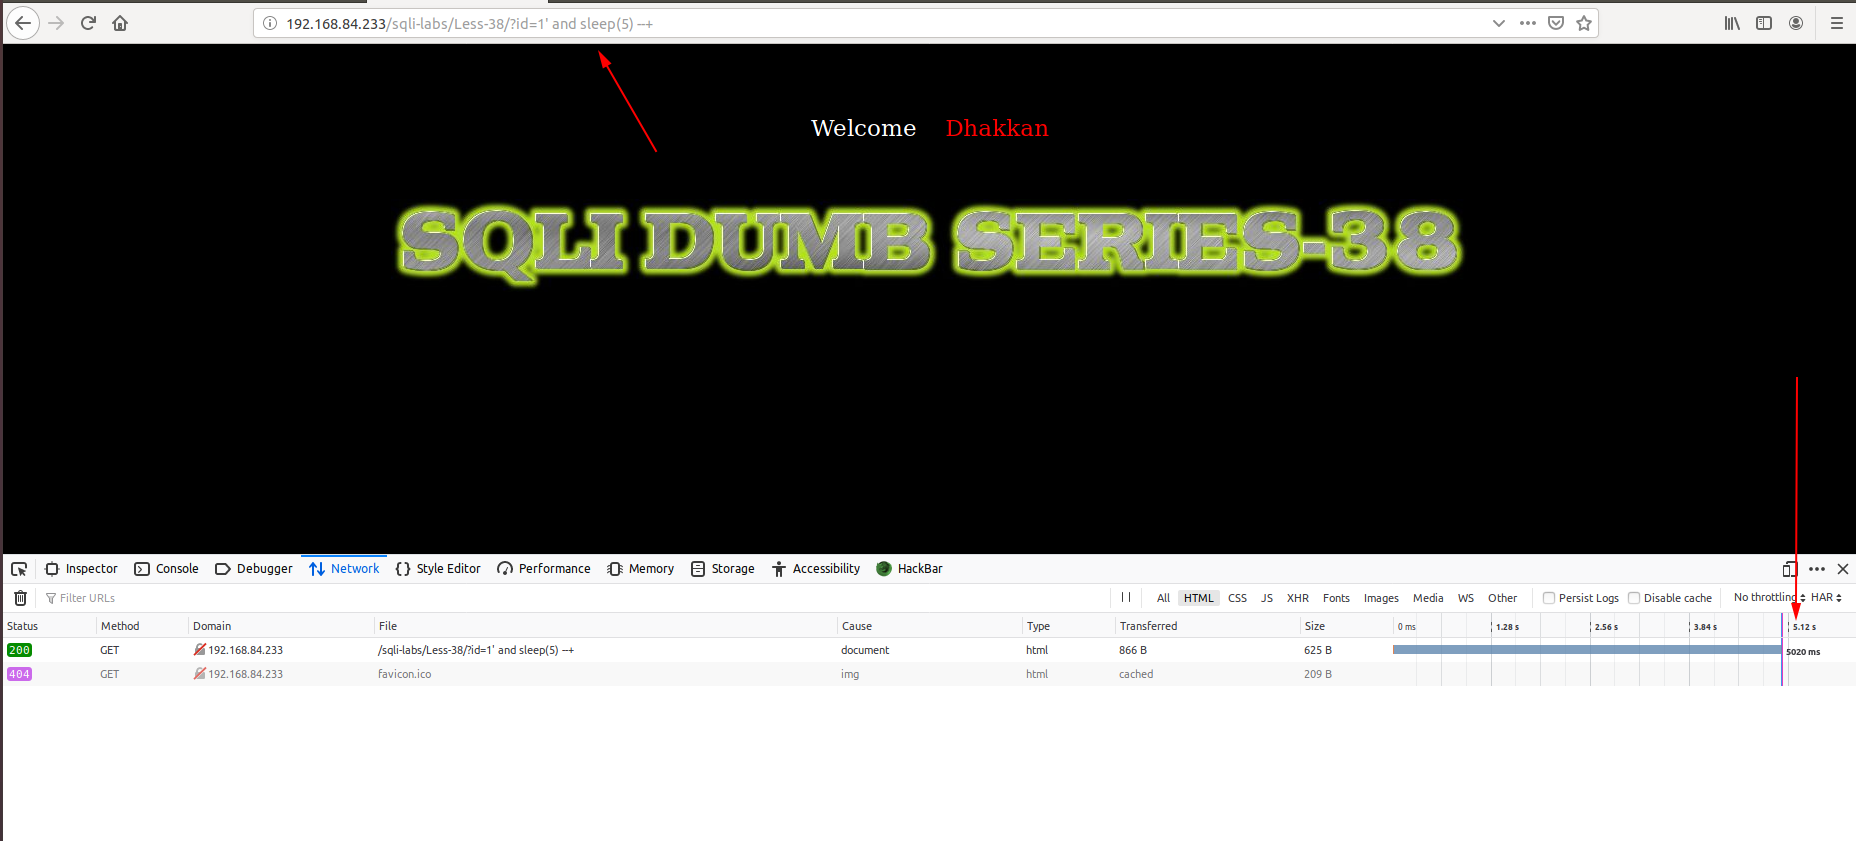 192.168.84.233/sqli-labs/Less-38/?id=1' and sleep(5) --+
Welcome Dhakkan
SQLI DUMB SERIES-38
Inspector Console Debugger Network Style Editor Performance Memory Storage Accessibility HackBar
Filter URLs All HTML CSS JS XHR Fonts Images Media WS Other Persist Logs Disable cache No throttling HAR
Status Method Domain File Cause Type Transferred Size 0 ms 1.28 s 2.56 s 3.84 s 5.12 s
200 GET 192.168.84.233 /sqli-labs/Less-38/?id=1' and sleep(5) --+ document html 866 B 625 B 5020 ms
404 GET 192.168.84.233 favicon.ico img html cached 209 B